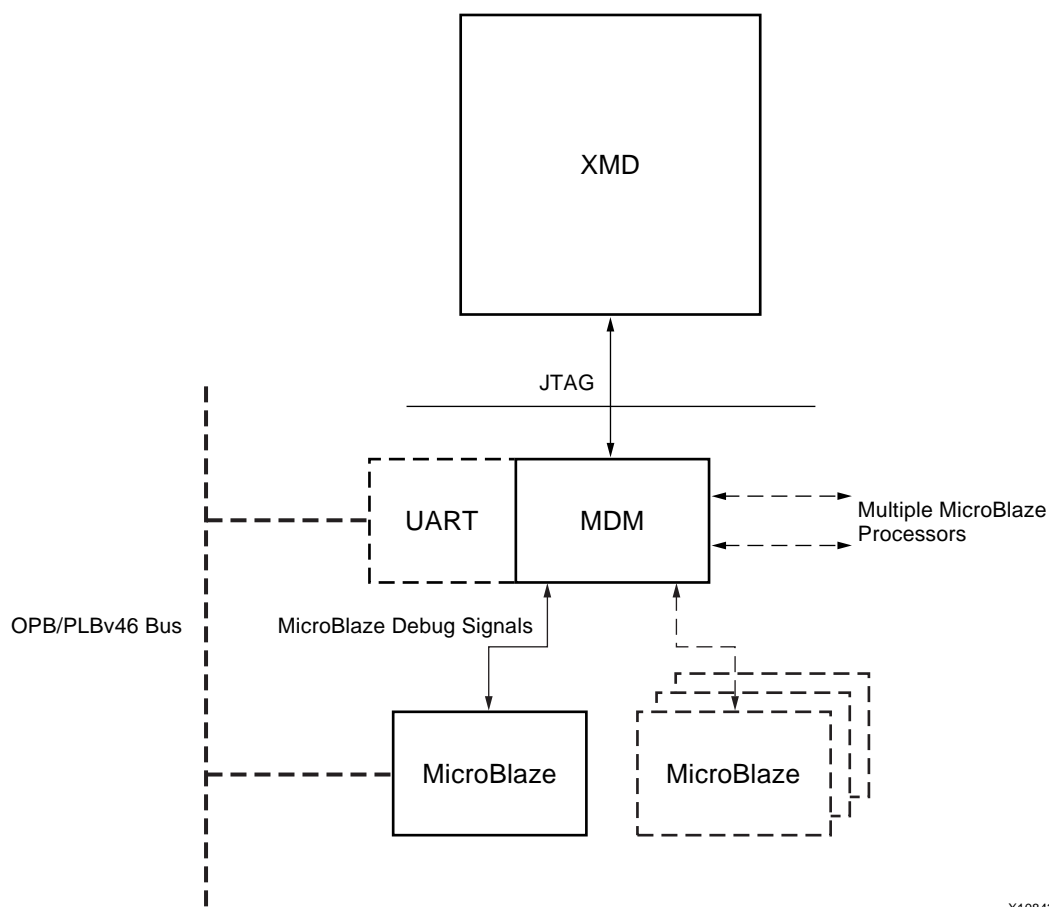 XMD
JTAG
UART
MDM
Multiple MicroBlaze
Processors
OPB/PLBv46 Bus
MicroBlaze Debug Signals
MicroBlaze
MicroBlaze